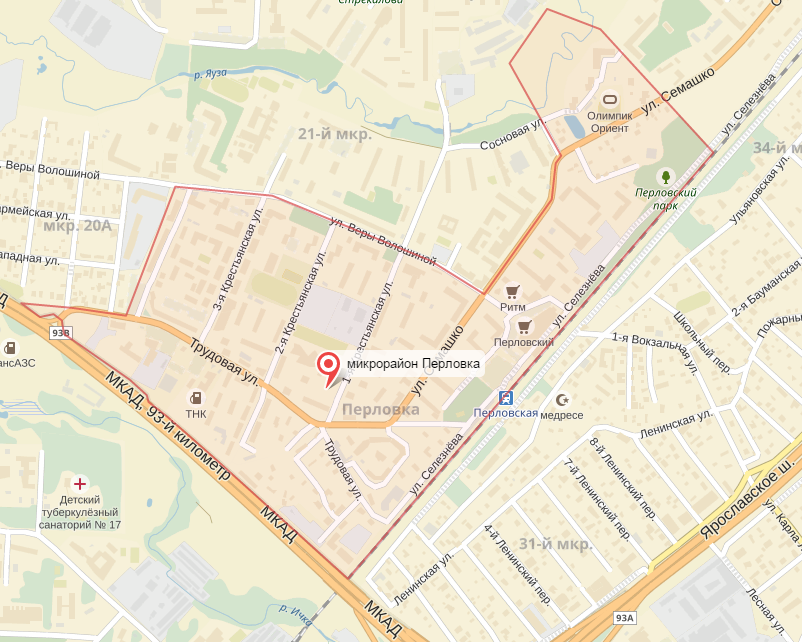 Стрекалова
р. Яуза
21-й мкр.
Сосновая ул.
Олимпик
Ориент
ул. Семашко
ул. Селезнёва
34-й м
Перловский
парк
Ульяновская ул.
. Веры Волошиной
армейская ул.
мкр. 20А
ападная ул.
3-я Крестьянская ул.
2-я Крестьянская ул.
1-я Крестьянская ул.
ул. Веры Волошиной
ул. Селезнёва
2-я Бауманская
Пожарны
Ритм
Перловский
Школьный пер.
1-я Вокзальная ул.
93В
ансАЗС
Трудовая ул.
ул. Семашко
микрорайон Перловка
МКАД, 93-й километр
ТНК
Перловка
Перловская
медресе
Ленинская ул.
Детский
туберкулёзный
санаторий № 17
Трудовая ул.
ул. Селезнёва
8-й Ленинский пер.
7-й Ленинский пер.
4-й Ленинский пер.
31-й мкр.
Ярославское ш.
ул. Карла
МКАД
Ленинская ул.
Лесная ул.
р. Ичка
МКАД
93А